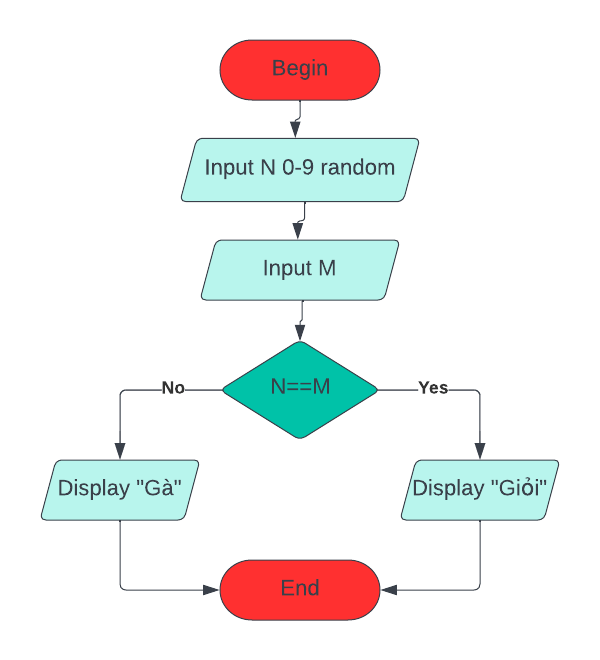 Begin
Input N 0-9 random
Input M
N==M
No
Yes
Display "Gà"
Display "Giỏi"
End